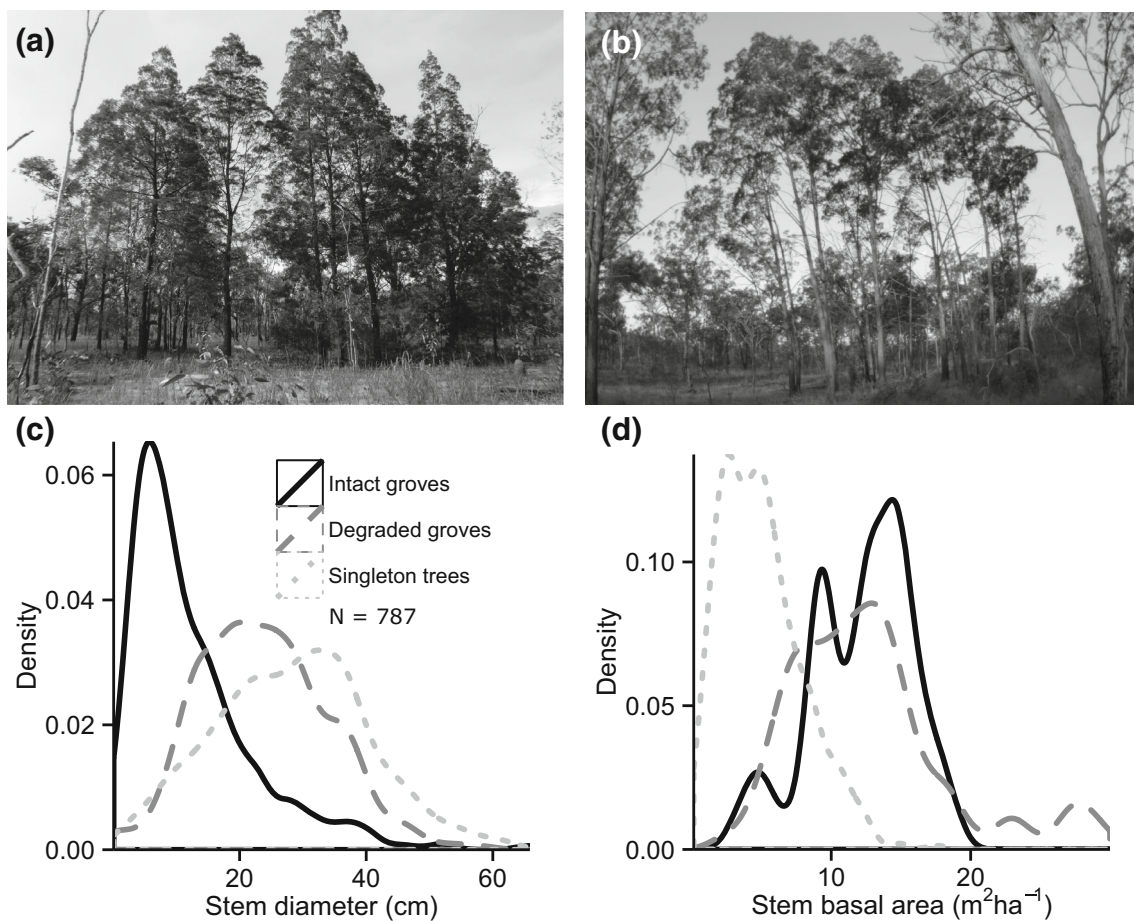 (a)
(b)
(c)
0.06
0.04
0.02
0.00
Density
20
40
60
Stem diameter (cm)
Intact groves
Degraded groves
Singleton trees
N = 787
(d)
0.10
0.05
0.00
Density
10
20
Stem basal area (m²ha⁻¹)